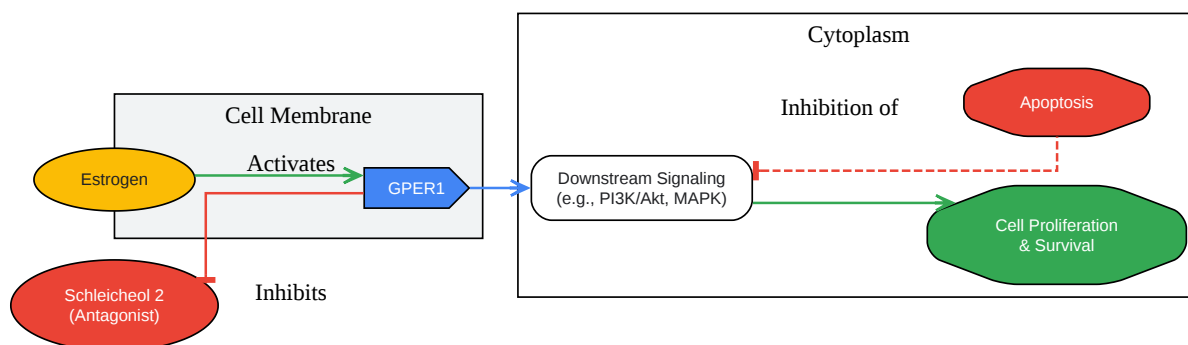 Cytoplasm
Cell Membrane
Inhibition of
Apoptosis
Activates
Estrogen
GPER1
Downstream Signaling
(e.g., PI3K/Akt, MAPK)
Cell Proliferation
& Survival
Schleicheol 2
(Antagonist)
Inhibits